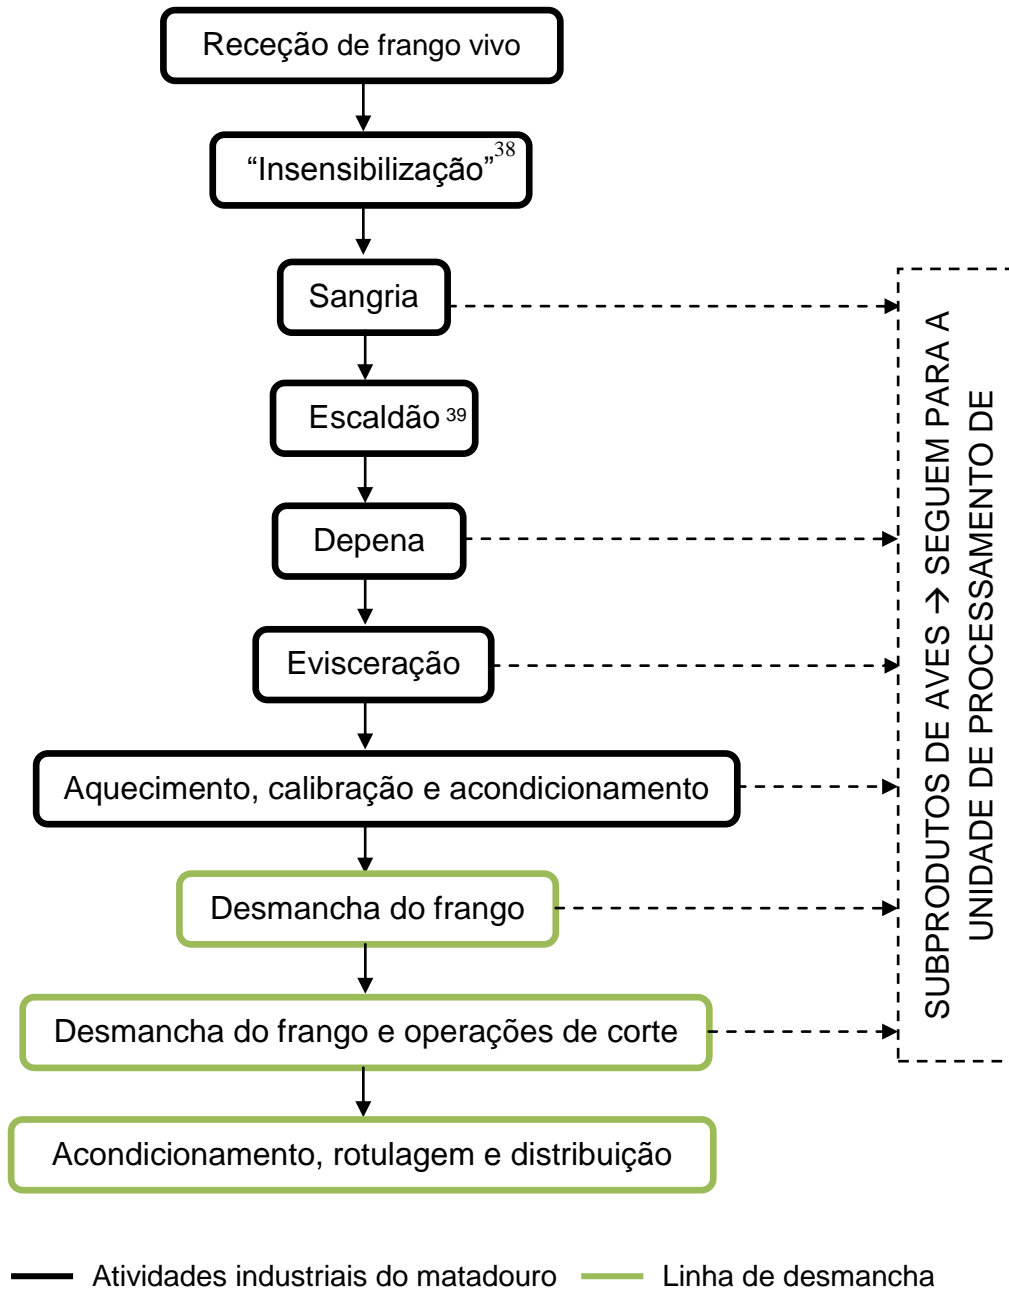 Receção de frango vivo
“Insensibilização”38
Sangria
Escaldão 39
Depena
Evisceração
Aquecimento, calibração e acondicionamento
Desmancha do frango
Desmancha do frango e operações de corte
Acondicionamento, rotulagem e distribuição
SUBPRODUTOS DE AVES → SEGUEM PARA A
UNIDADE DE PROCESSAMENTO DE
Atividades industriais do matadouro
Linha de desmancha